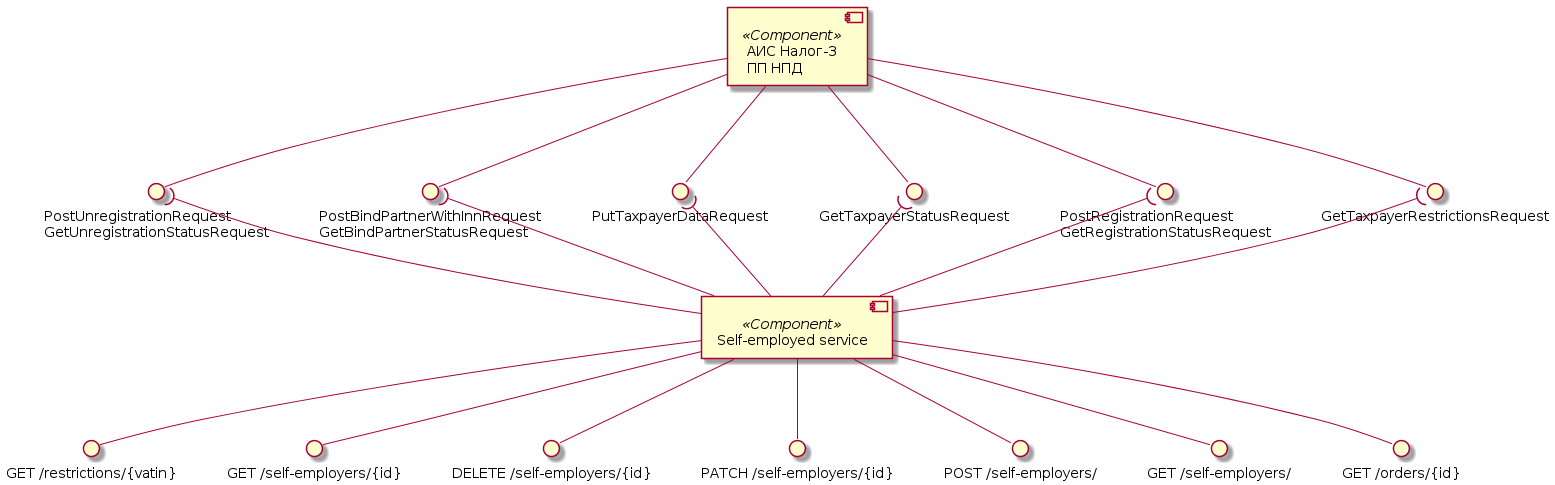 «Component»
АИС Налог-3
ПП НПД
PostUnregistrationRequest
GetUnregistrationStatusRequest
PostBindPartnerWithInnRequest
GetBindPartnerStatusRequest
PutTaxpayerDataRequest
GetTaxpayerStatusRequest
PostRegistrationRequest
GetRegistrationStatusRequest
GetTaxpayerRestrictionsRequest
«Component»
Self-employed service
GET /restrictions/{vatin}
GET /self-employers/{id}
DELETE /self-employers/{id}
PATCH /self-employers/{id}
POST /self-employers/
GET /self-employers/
GET /orders/{id}